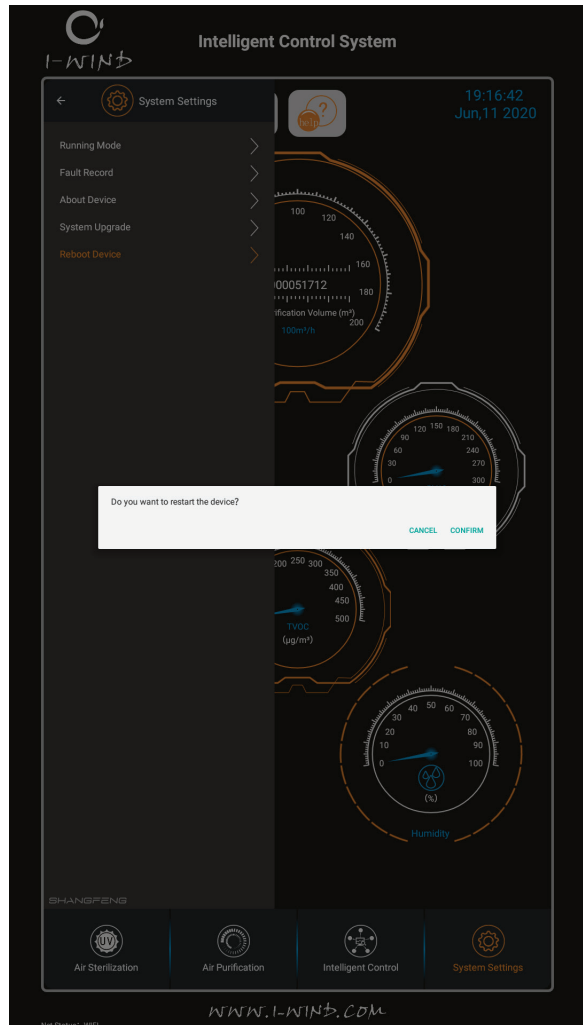 I-WIND
Intelligent Control System
System Settings
help
?
19:16:42
Jun,11 2020
Running Mode
Fault Record
About Device
System Upgrade
Reboot Device
100
120
140
160
180
200
00051712
ification Volume (m³)
100m³/h
0
30
60
90
120
150
180
210
240
270
300
Do you want to restart the device?
CANCEL CONFIRM
200
250
300
350
400
450
500
TVOC
(µg/m³)
0
10
20
30
40
50
60
70
80
90
100
(%)
Humidity
SHANGFENG
UV
Air Sterilization
Air Purification
Intelligent Control
System Settings
WWW.I-WIND.COM